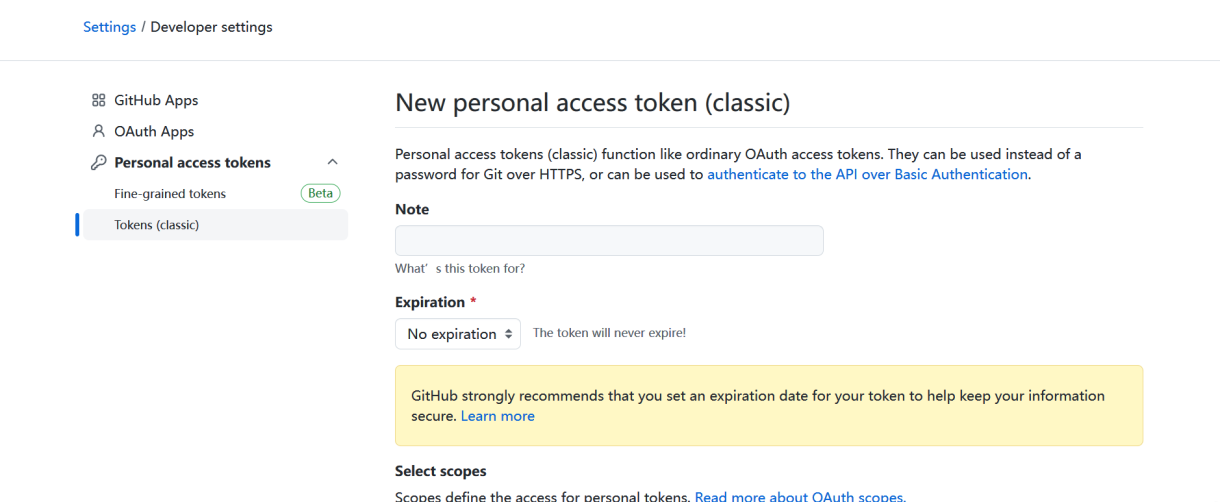 Settings / Developer settings
GitHub Apps
OAuth Apps
Personal access tokens
Fine-grained tokens Beta
Tokens (classic)
New personal access token (classic)
Personal access tokens (classic) function like ordinary OAuth access tokens. They can be used instead of a
password for Git over HTTPS, or can be used to authenticate to the API over Basic Authentication.
Note
What’s this token for?
Expiration *
No expiration The token will never expire!
GitHub strongly recommends that you set an expiration date for your token to help keep your information
secure. Learn more
Select scopes
Scopes define the access for personal tokens. Read more about OAuth scopes.